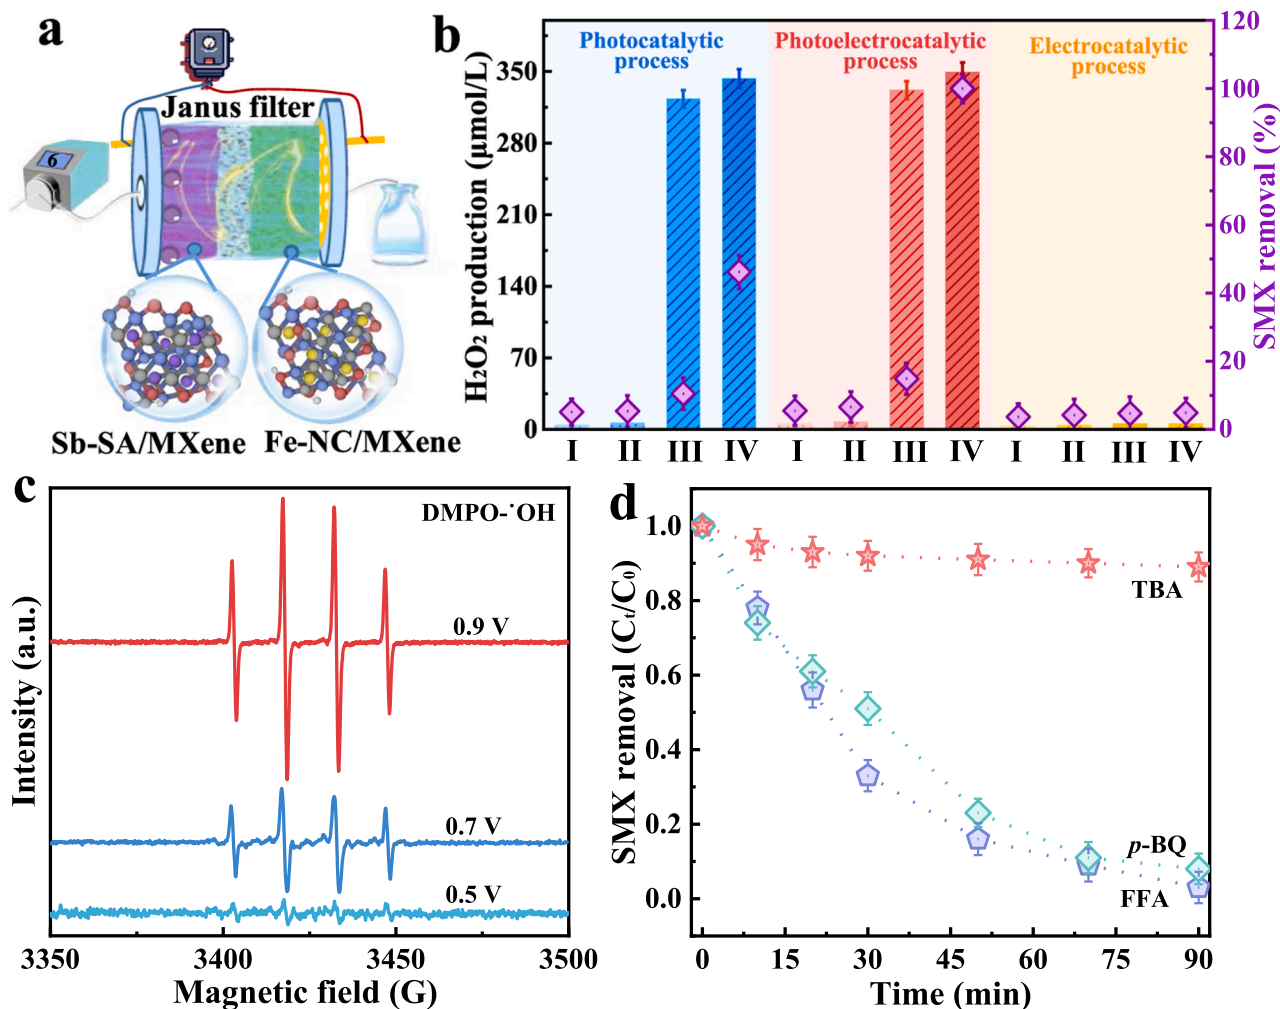 a
Janus filter
6
Sb-SA/MXene
Fe-NC/MXene
b
Photocatalytic
process
Photoelectrocatalytic
process
Electrocatalytic
process
H₂O₂ production (μmol/L)
350
280
210
140
70
0
I II III IV I II III IV I II III IV
120
100
80
60
40
20
0
SMX removal (%)
c
DMPO-˙OH
0.9 V
0.7 V
0.5 V
Intensity (a.u.)
3350 3400 3450 3500
Magnetic field (G)
d
SMX removal (Cₜ/C₀)
1.0
0.8
0.6
0.4
0.2
0.0
TBA
p-BQ
FFA
0 15 30 45 60 75 90
Time (min)